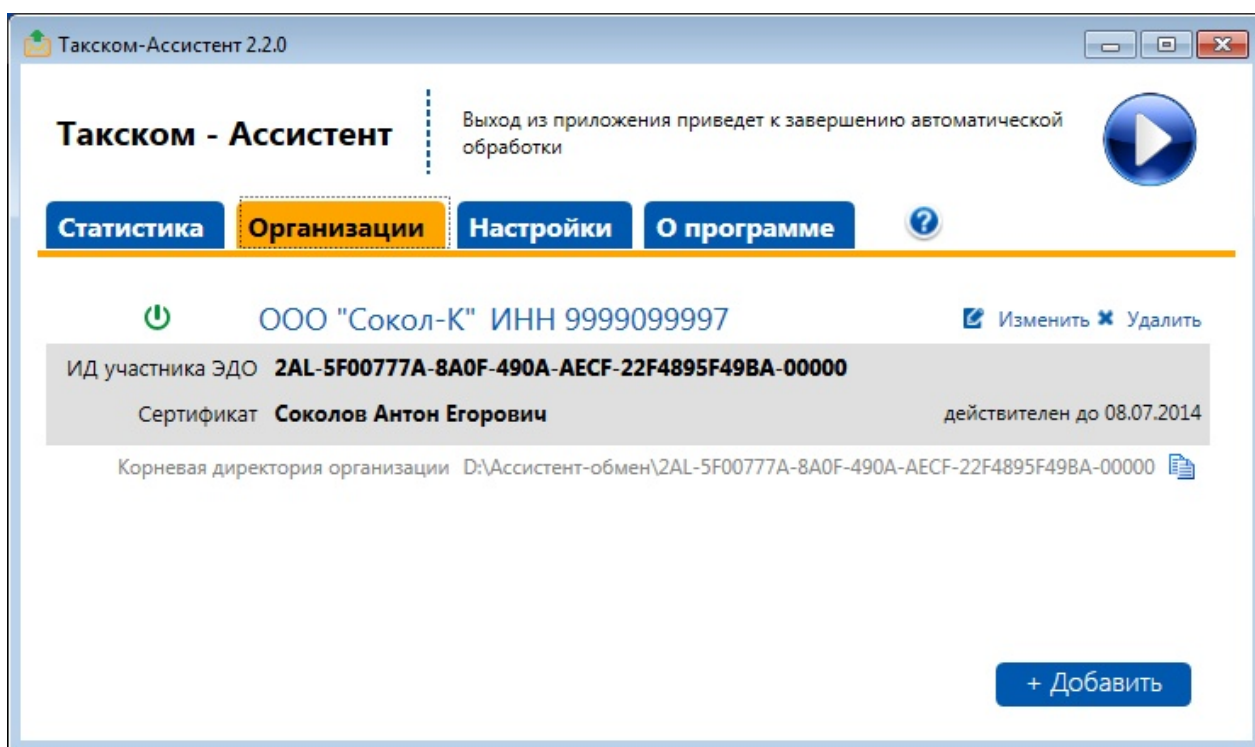 Такском-Ассистент 2.2.0
Такском - Ассистент
Выход из приложения приведет к завершению автоматической
обработки
Статистика Организации Настройки О программе ?
ООО "Сокол-К" ИНН 9999099997 Изменить Удалить
ИД участника ЭДО 2AL-5F00777A-8A0F-490A-AECF-22F4895F49BA-00000
Сертификат Соколов Антон Егорович действителен до 08.07.2014
Корневая директория организации D:\Ассистент-обмен\2AL-5F00777A-8A0F-490A-AECF-22F4895F49BA-00000
+ Добавить